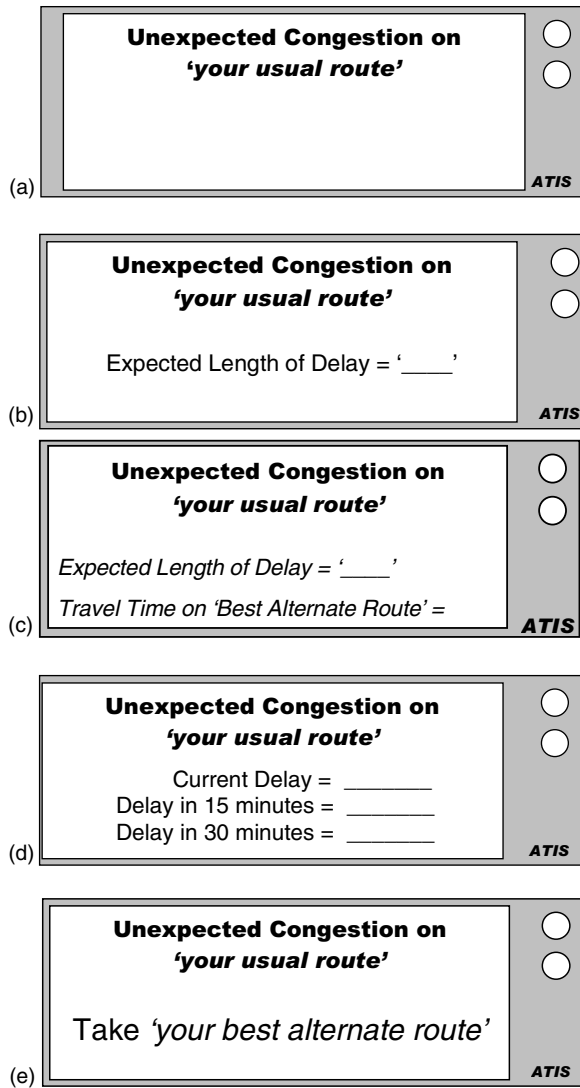 Unexpected Congestion on
‘your usual route’
(a)
ATIS
Unexpected Congestion on
‘your usual route’
Expected Length of Delay = ‘____’
(b)
ATIS
Unexpected Congestion on
‘your usual route’
Expected Length of Delay = ‘____’
Travel Time on ‘Best Alternate Route’ =
(c)
ATIS
Unexpected Congestion on
‘your usual route’
Current Delay = _______
Delay in 15 minutes = _______
Delay in 30 minutes = _______
(d)
ATIS
Unexpected Congestion on
‘your usual route’
Take ‘your best alternate route’
(e)
ATIS